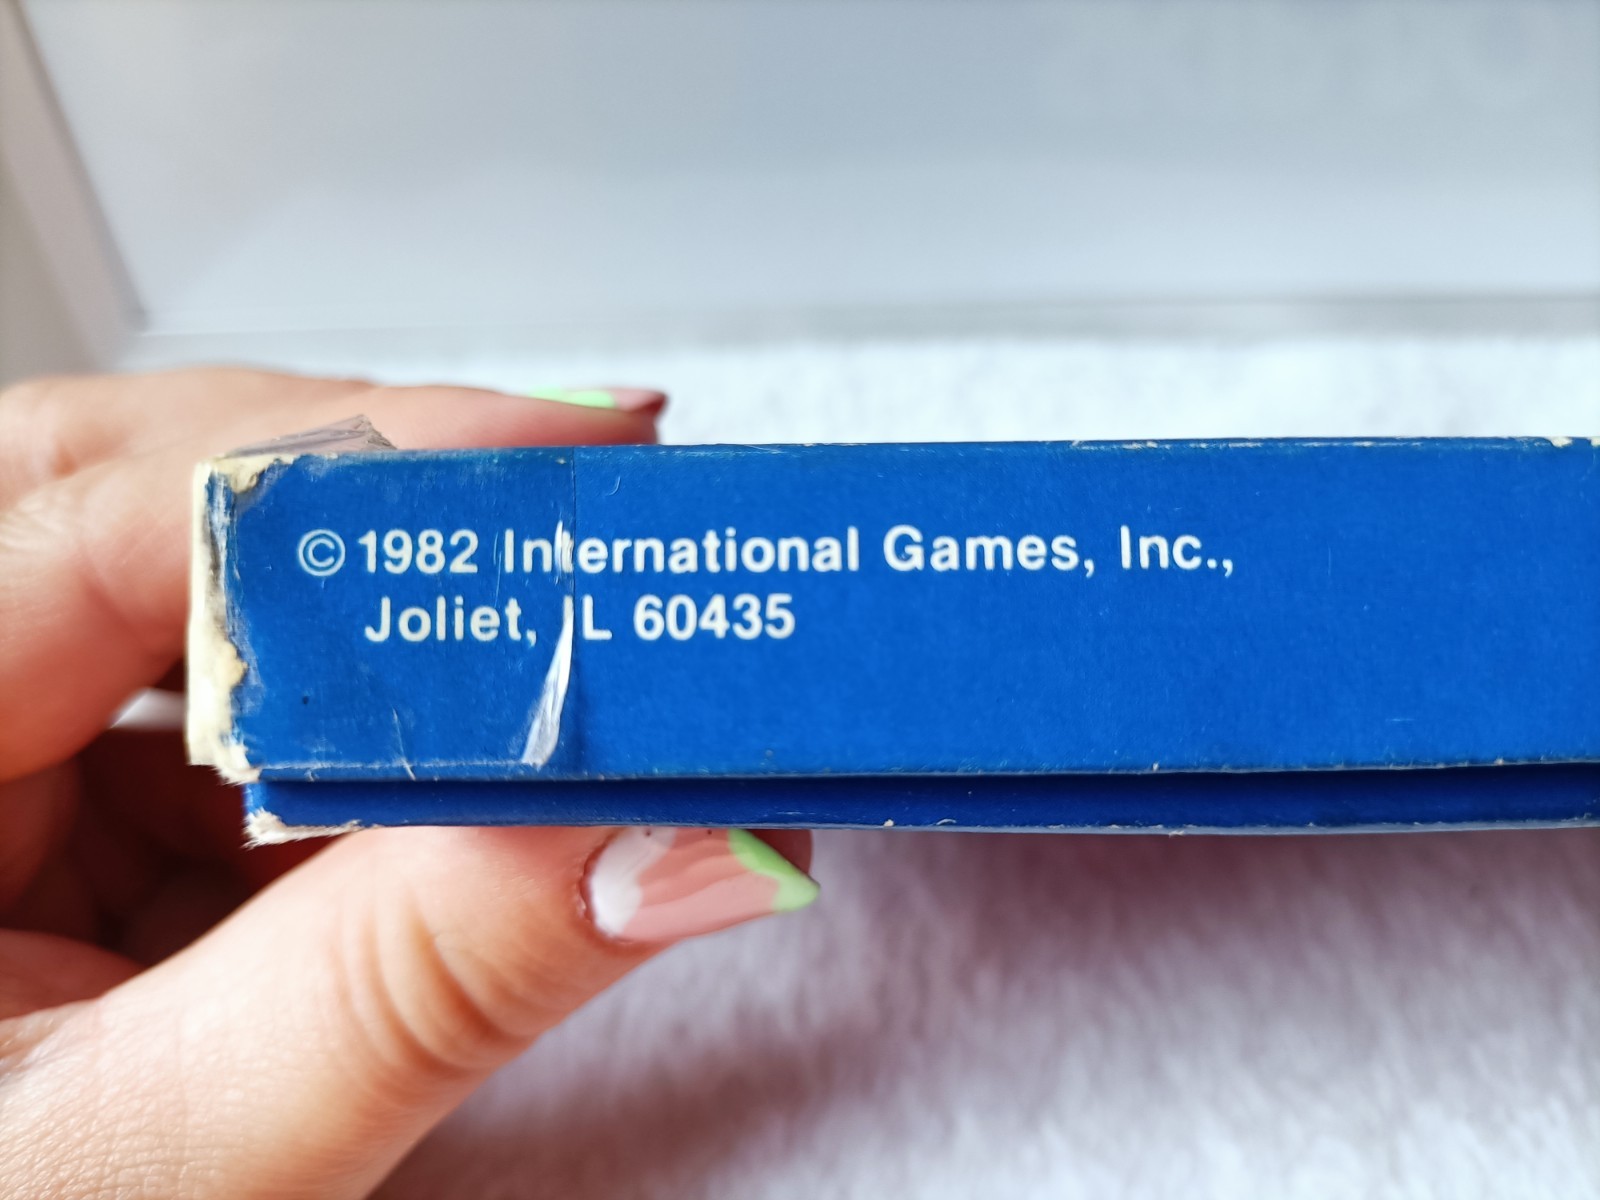 © 1982 International Games, Inc.,
Joliet, IL 60435